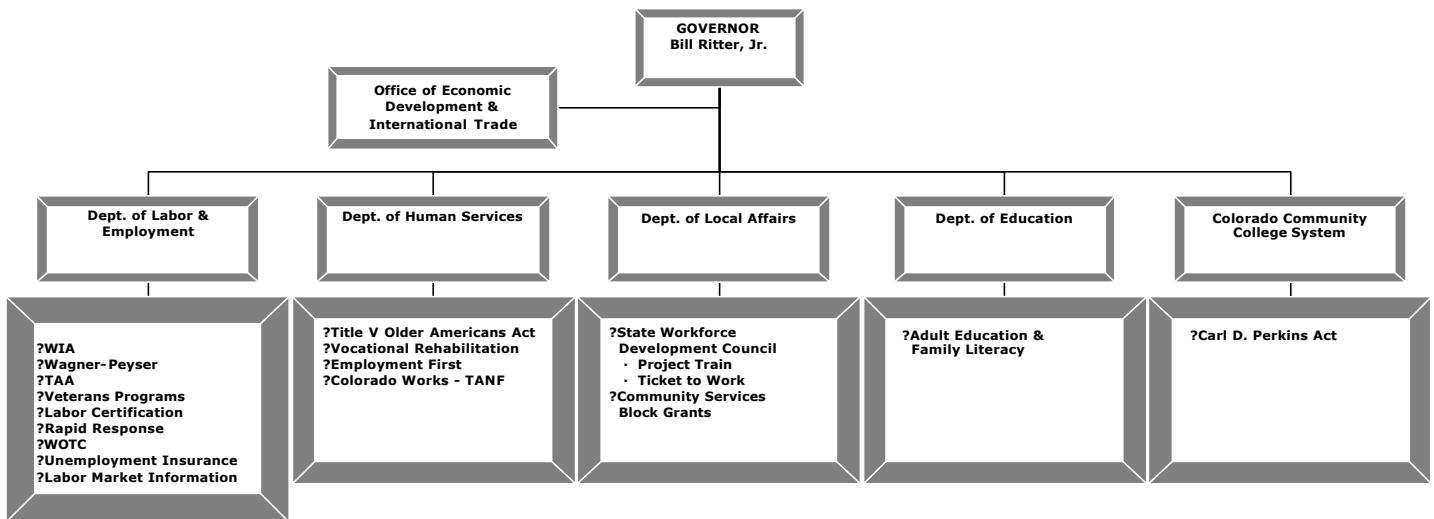 GOVERNOR
Bill Ritter, Jr.
Office of Economic
Development &
International Trade
Dept. of Labor &
Employment
Dept. of Human Services
Dept. of Local Affairs
Dept. of Education
Colorado Community
College System
?WIA
?Wagner-Peyser
?TAA
?Veterans Programs
?Labor Certification
?Rapid Response
?WOTC
?Unemployment Insurance
?Labor Market Information
?Title V Older Americans Act
?Vocational Rehabilitation
?Employment First
?Colorado Works - TANF
?State Workforce
Development Council
· Project Train
· Ticket to Work
?Community Services
Block Grants
?Adult Education &
Family Literacy
?Carl D. Perkins Act